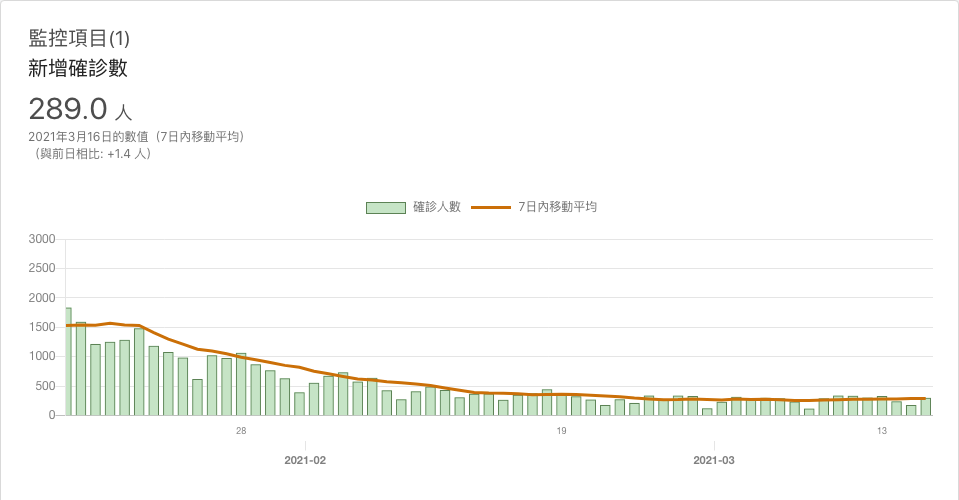 監控項目(1)
新增確診數
289.0 人
2021年3月16日的數值（7日內移動平均）
（與前日相比: +1.4 人）
確診人數 7日內移動平均
3000
2500
2000
1500
1000
500
0
28 19 13
2021-02 2021-03